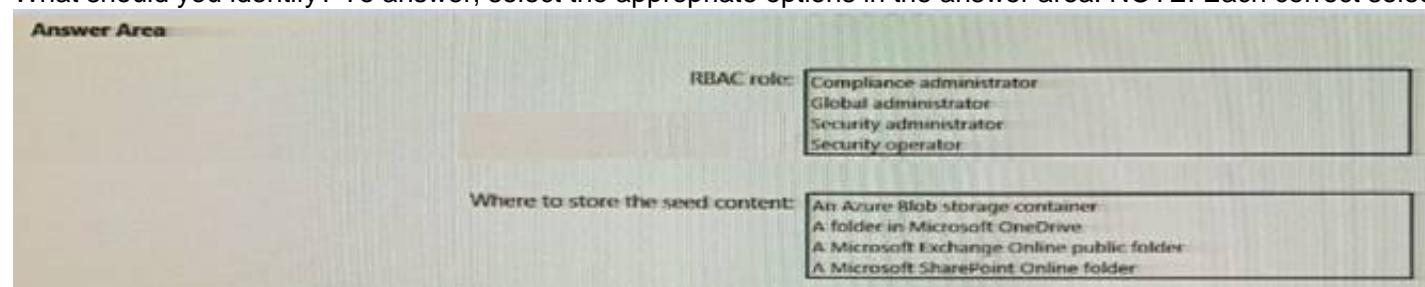 What should you identify? To answer, select the appropriate options in the answer area. NOTE: Each correct
Answer Area
RBAC role:
Compliance administrator
Global administrator
Security administrator
Security operator
Where to store the seed content:
An Azure Blob storage container
A folder in Microsoft OneDrive
A Microsoft Exchange Online public folder
A Microsoft SharePoint Online folder